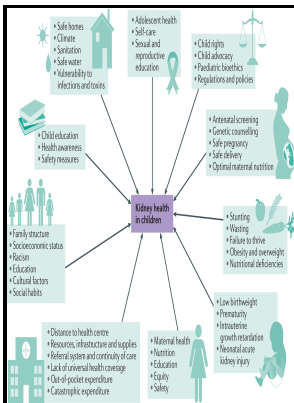 • Safe homes
• Climate
• Sanitation
• Safe water
• Vulnerability to
infections and toxins
• Adolescent health
• Self-care
• Sexual and
reproductive
education
• Child rights
• Child advocacy
• Paediatric bioethics
• Regulations and policies
• Child education
• Health awareness
• Safety measures
• Antenatal screening
• Genetic counselling
• Safe pregnancy
• Safe delivery
• Optimal maternal nutrition
Kidney health
in children
• Family structure
• Socioeconomic status
• Racism
• Education
• Cultural factors
• Social habits
• Stunting
• Wasting
• Failure to thrive
• Obesity and overweight
• Nutritional deficiencies
• Distance to health centre
• Resources, infrastructure and supplies
• Referral system and continuity of care
• Lack of universal health coverage
• Out-of-pocket expenditure
• Catastrophic expenditure
• Maternal health
• Nutrition
• Education
• Equity
• Safety
• Low birthweight
• Prematurity
• Intrauterine
growth retardation
• Neonatal acute
kidney injury